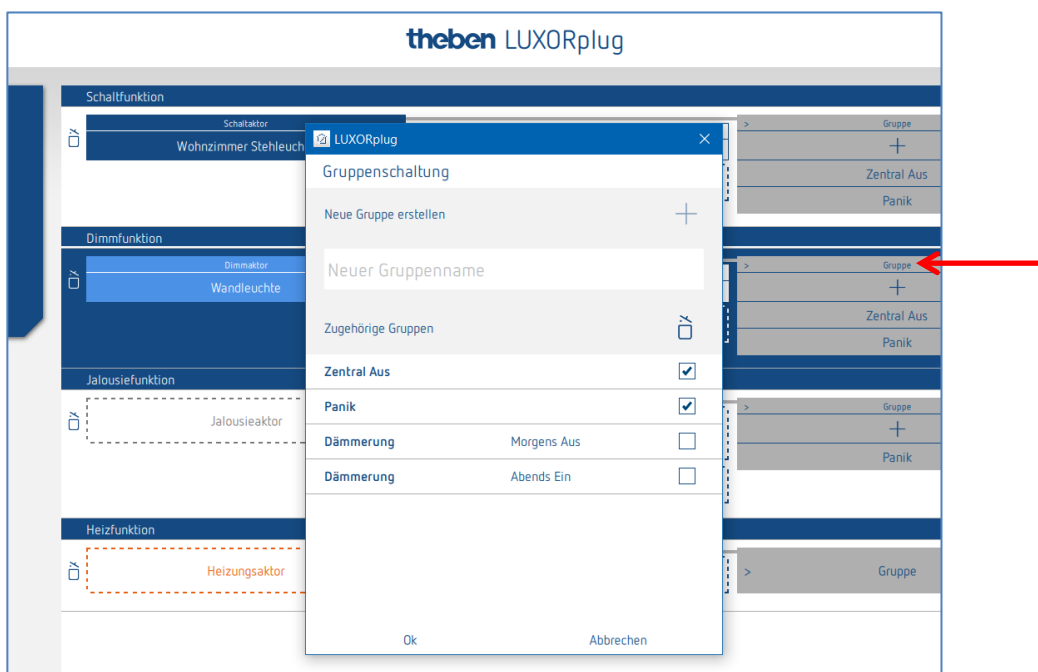 theben LUXORplug
Schaltfunktion
Schaltaktor
Wohnzimmer Stehleuch
> Gruppe
+
Zentral Aus
Panik
Dimmfunktion
Dimmaktor
Wandleuchte
> Gruppe
+
Zentral Aus
Panik
Jalousiefunktion
Jalousieaktor
> Gruppe
+
Panik
Heizfunktion
Heizungsaktor
> Gruppe
LUXORplug
Gruppenschaltung
Neue Gruppe erstellen
Neuer Gruppenname
Zugehörige Gruppen
Zentral Aus
Panik
Dämmerung Morgens Aus
Dämmerung Abends Ein
Ok Abbrechen